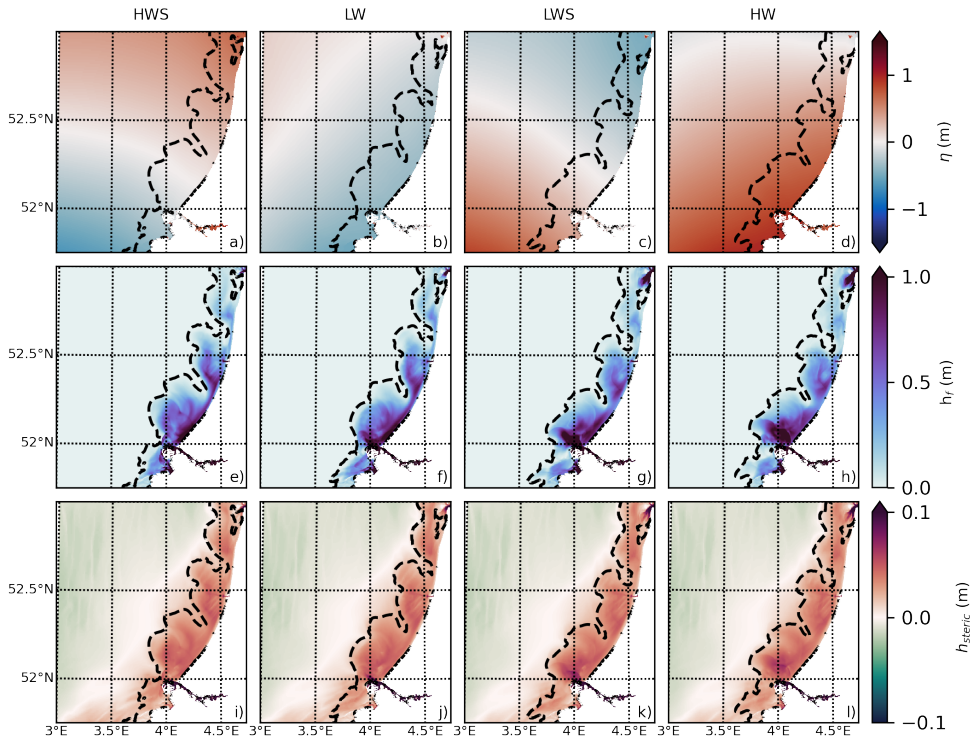 HWS LW LWS HW
52.5°N
52°N
a) b) c) d)
1
0
−1
η (m)
52.5°N
52°N
e) f) g) h)
1.0
0.5
0.0
h_f (m)
52.5°N
52°N
i) j) k) l)
0.1
0.0
−0.1
h_steric (m)
3°E 3.5°E 4°E 4.5°E 3°E 3.5°E 4°E 4.5°E 3°E 3.5°E 4°E 4.5°E 3°E 3.5°E 4°E 4.5°E